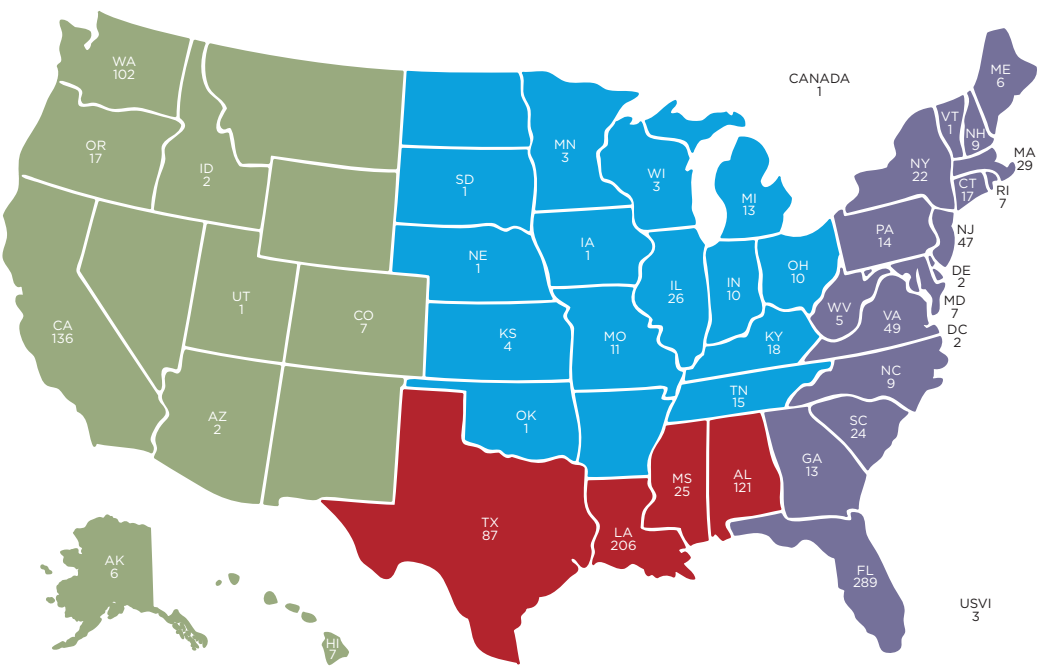 WA
102
OR
17
ID
2
CA
136
UT
1
CO
7
AZ
2
AK
6
HI
7
SD
1
NE
1
KS
4
OK
1
MN
3
IA
1
MO
11
WI
3
IL
26
MI
13
IN
10
OH
10
KY
18
TN
15
TX
87
LA
206
MS
25
AL
121
CANADA
1
ME
6
VT
1
NH
9
MA
29
NY
22
CT
17
RI
7
PA
14
NJ
47
DE
2
MD
7
DC
2
WV
5
VA
49
NC
9
SC
24
GA
13
FL
289
USVI
3